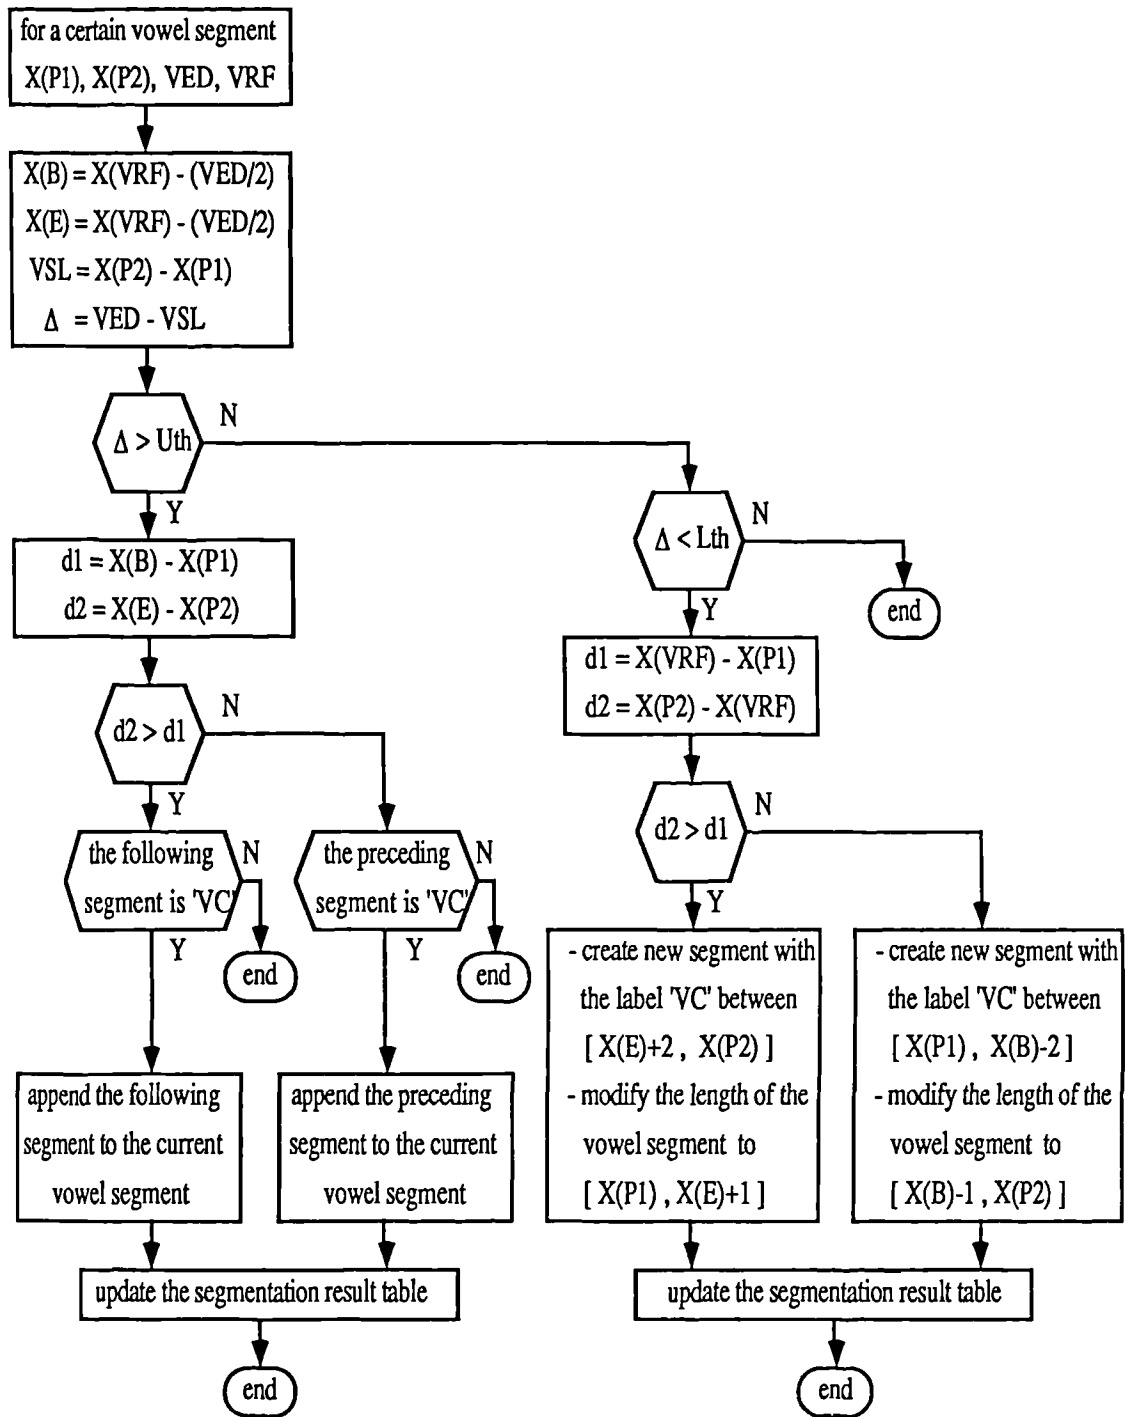 for a certain vowel segment
X(P1), X(P2), VED, VRF
X(B) = X(VRF) - (VED/2)
X(E) = X(VRF) - (VED/2)
VSL = X(P2) - X(P1)
Δ = VED - VSL
Δ > Uth
N
Y
d1 = X(B) - X(P1)
d2 = X(E) - X(P2)
d2 > d1
N
Y
the following
segment is 'VC'
N
Y
end
the preceding
segment is 'VC'
N
Y
end
append the following
segment to the current
vowel segment
append the preceding
segment to the current
vowel segment
update the segmentation result table
end
Δ < Lth
N
end
Y
d1 = X(VRF) - X(P1)
d2 = X(P2) - X(VRF)
d2 > d1
N
Y
- create new segment with
the label 'VC' between
[ X(E)+2 , X(P2) ]
- modify the length of the
vowel segment to
[ X(P1) , X(E)+1 ]
- create new segment with
the label 'VC' between
[ X(P1) , X(B)-2 ]
- modify the length of the
vowel segment to
[ X(B)-1 , X(P2) ]
update the segmentation result table
end